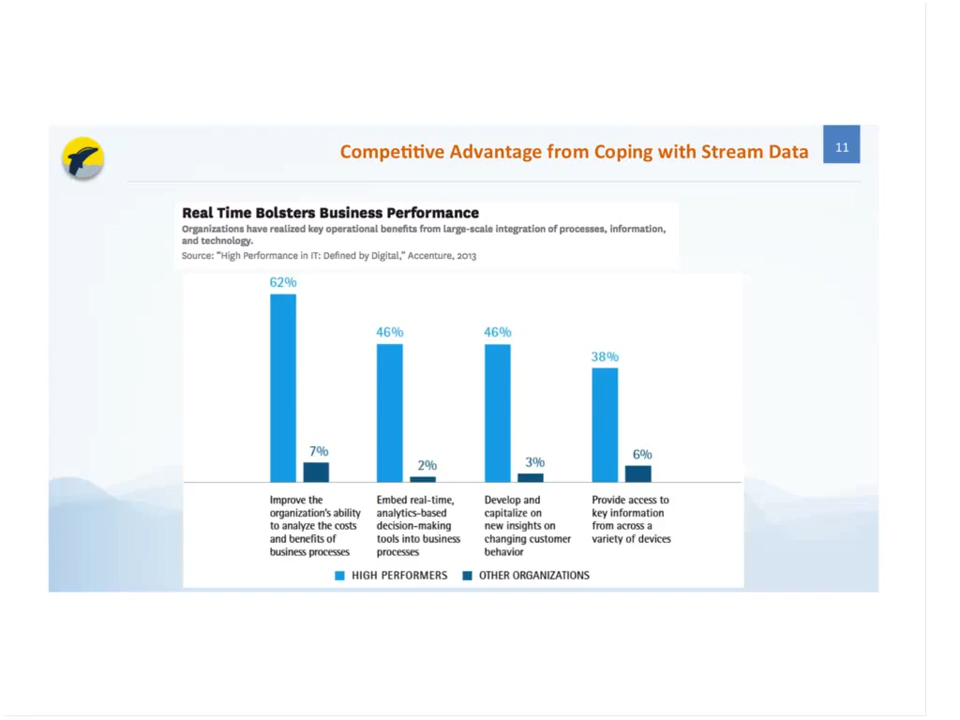 Competitive Advantage from Coping with Stream Data
11
Real Time Bolsters Business Performance
Organizations have realized key operational benefits from large-scale integration of processes, information,
and technology.
Source: "High Performance in IT: Defined by Digital," Accenture, 2013
62%
7%
46%
2%
46%
3%
38%
6%
Improve the
organization's ability
to analyze the costs
and benefits of
business processes
Embed real-time,
analytics-based
decision-making
tools into business
processes
Develop and
capitalize on
new insights on
changing customer
behavior
Provide access to
key information
from across a
variety of devices
HIGH PERFORMERS
OTHER ORGANIZATIONS